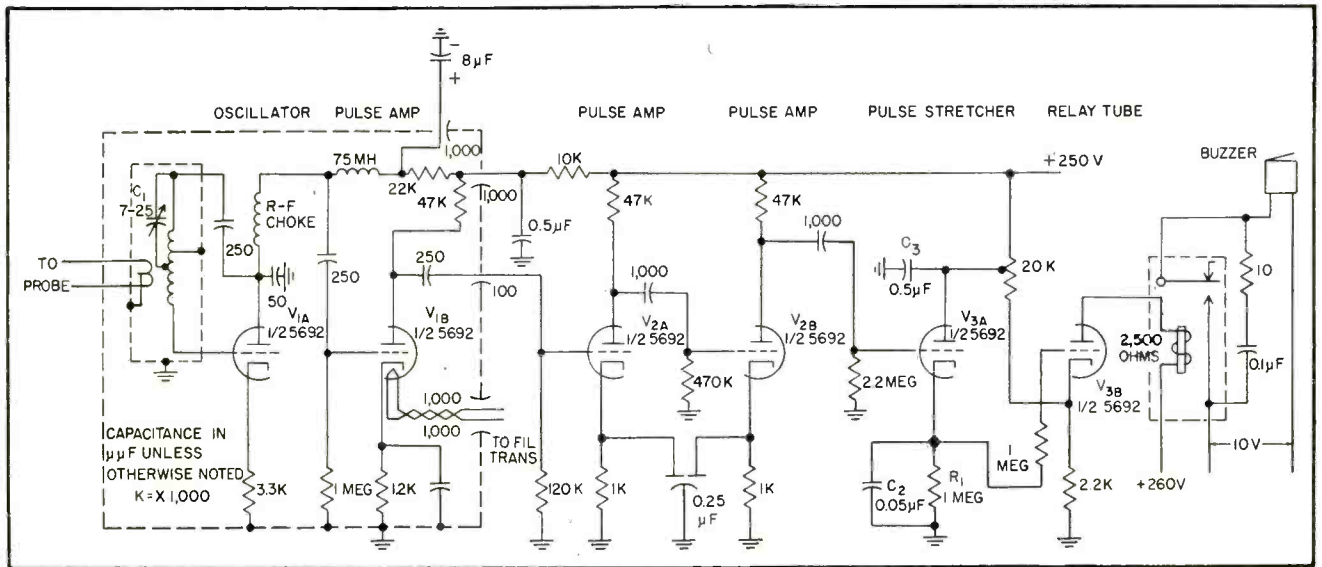 −
8μF
+
OSCILLATOR
PULSE AMP
PULSE AMP
PULSE AMP
PULSE STRETCHER
RELAY TUBE
1,000
75MH
22K
47K
1,000
10K
0.5μF
+250 V
BUZZER
C1
7-25
250
R-F
CHOKE
TO
PROBE
50
V1A
1/2 5692
250
V1B
1/2 5692
250
100
47K
1,000
V2A
1/2 5692
47K
1,000
V2B
1/2 5692
470K
C3
0.5μF
V3A
1/2 5692
2.2 MEG
20 K
2,500
OHMS
V3B
1/2 5692
10
0.1μF
1,000
1,000
TO FIL
TRANS
CAPACITANCE IN
μμF UNLESS
OTHERWISE NOTED
K=X 1,000
3.3K
1 MEG
1.2K
120K
1K
0.25
μF
1K
C2
0.05μF
R1
1 MEG
1
MEG
2.2K
+260V
10V